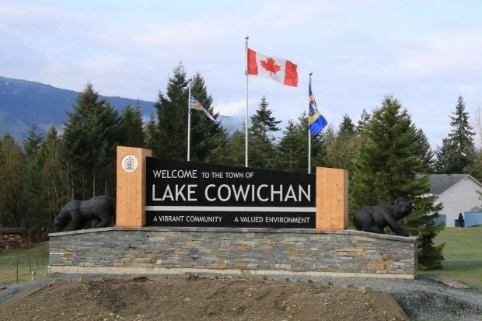 WELCOME TO THE TOWN OF
LAKE COWICHAN
A VIBRANT COMMUNITY A VALUED ENVIRONMENT